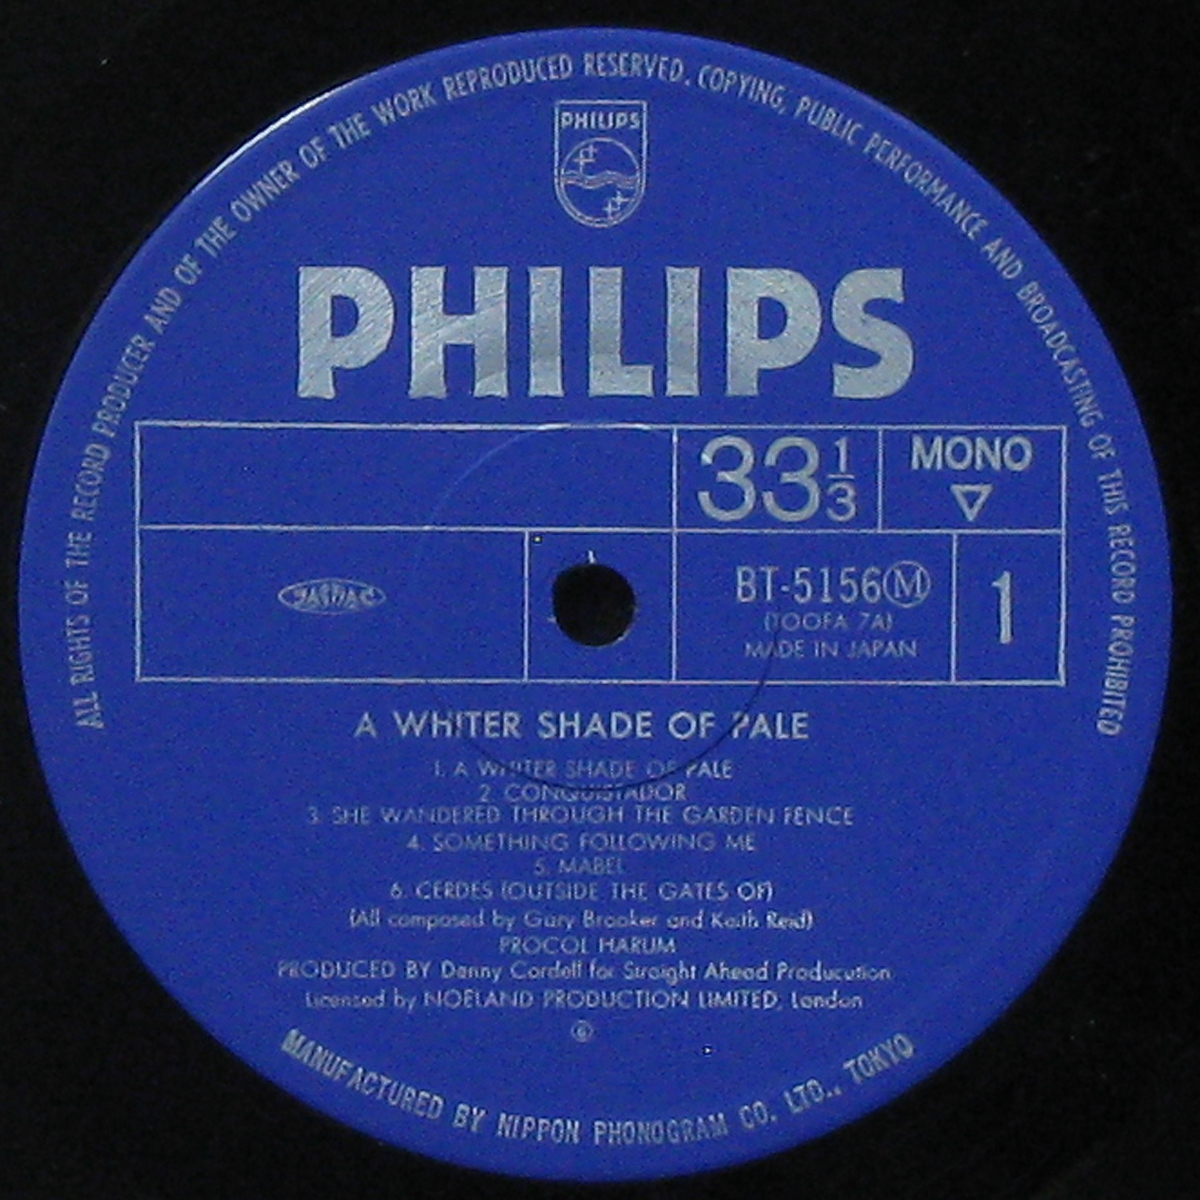 ALL RIGHTS OF THE RECORD PRODUCER AND OF THE OWNER OF THE WORK REPRODUCED RESERVED. COPYING, PUBLIC PERFORMANCE AND BROADCASTING OF THIS RECORD PROHIBITED
PHILIPS
PHILIPS
33 1/3
MONO
▽
JASRAC
BT-5156Ⓜ
(TOOFA 7A)
MADE IN JAPAN
1
A WHITER SHADE OF PALE
1. A WHITER SHADE OF PALE
2. CONQUISTADOR
3. SHE WANDERED THROUGH THE GARDEN FENCE
4. SOMETHING FOLLOWING ME
5. MABEL
6. CERDES (OUTSIDE THE GATES OF)
(All composed by Gary Brooker and Keith Reid)
PROCOL HARUM
PRODUCED BY Denny Cordell for Straight Ahead Producution
Licensed by NOELAND PRODUCTION LIMITED, London
MANUFACTURED BY NIPPON PHONOGRAM CO. LTD., TOKYO